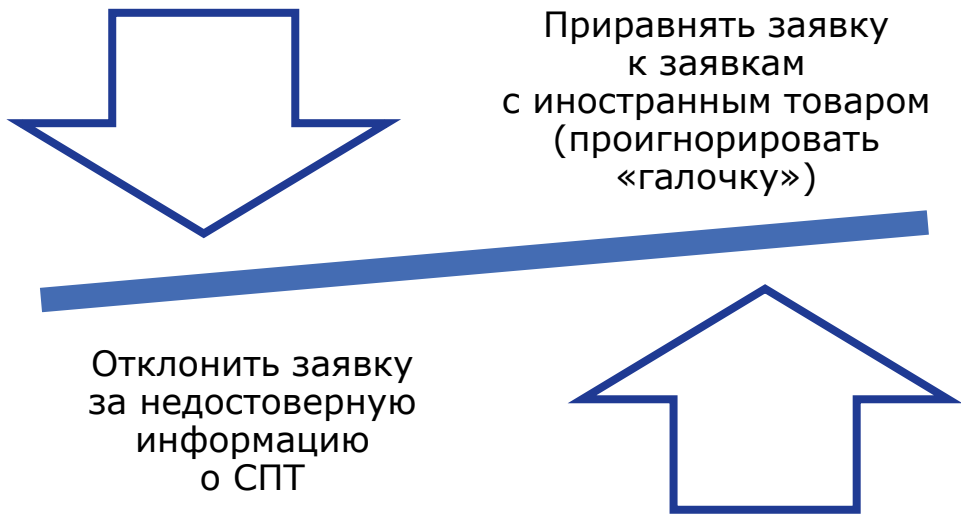 Приравнять заявку
к заявкам
с иностранным товаром
(проигнорировать
«галочку»)
Отклонить заявку
за недостоверную
информацию
о СПТ